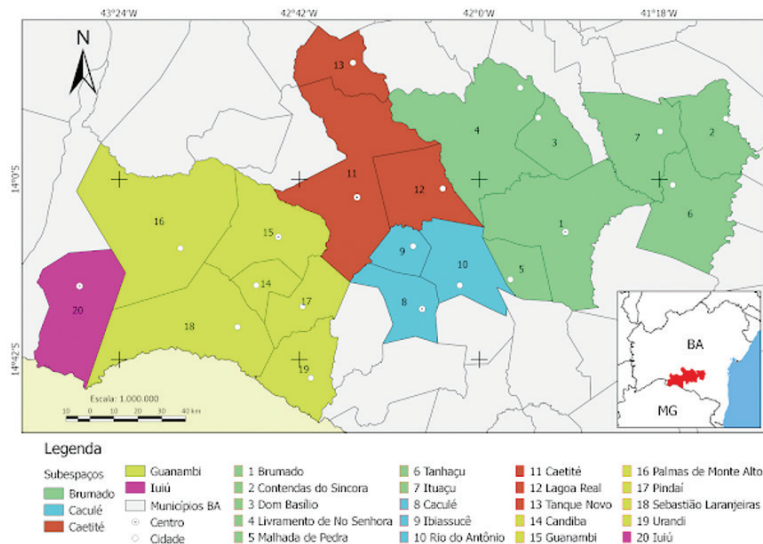 43°24'W
42°42'W
42°0'W
41°18'W
N
14°0'S
14°42'S
13
4
3
7
2
11
12
1
6
16
15
9
10
5
14
17
8
20
18
19
Escala: 1.000.000
10 0 10 20 30 40 km
BA
MG
Legenda
Subespaços
Brumado
Caculé
Caetité
Guanambi
Iuiú
Municípios BA
Centro
Cidade
1 Brumado
2 Contendas do Sincora
3 Dom Basílio
4 Livramento de No Senhora
5 Malhada de Pedra
6 Tanhaçu
7 Ituaçu
8 Caculé
9 Ibiassucê
10 Rio do Antônio
11 Caetité
12 Lagoa Real
13 Tanque Novo
14 Candiba
15 Guanambi
16 Palmas de Monte Alto
17 Pindaí
18 Sebastião Laranjeiras
19 Urandi
20 Iuiú